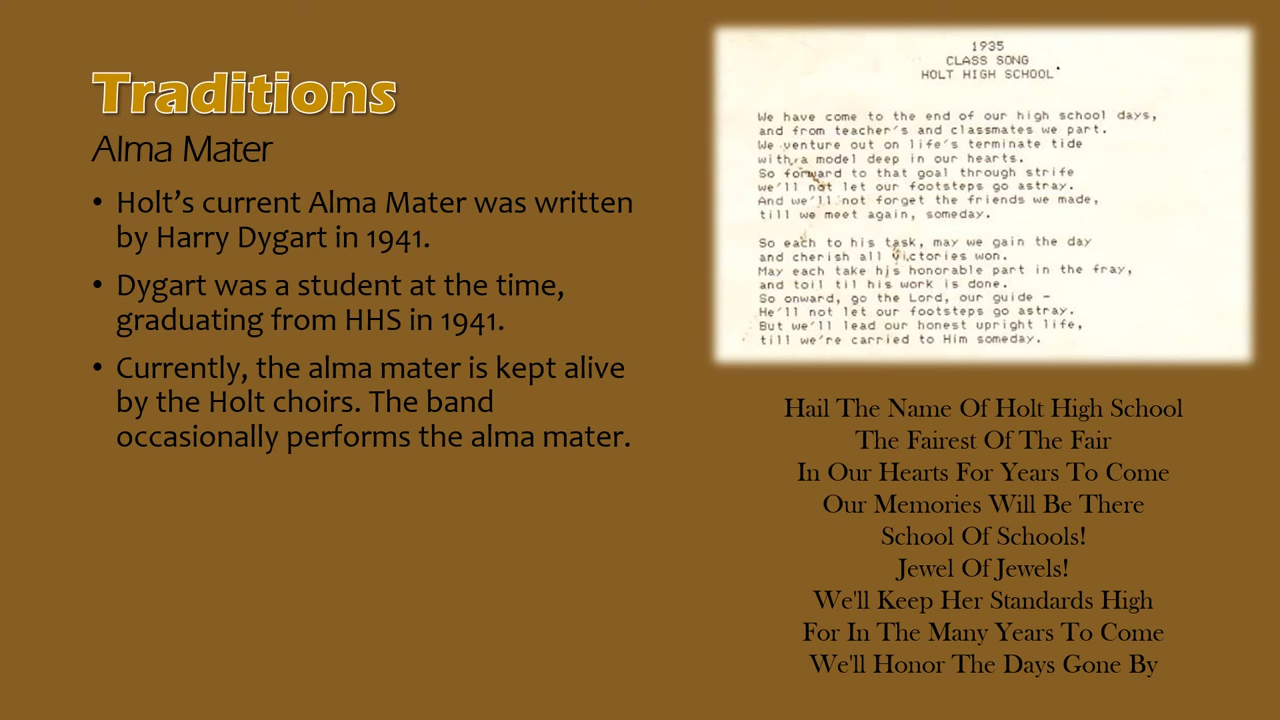 Traditions
Alma Mater
• Holt’s current Alma Mater was written
by Harry Dygart in 1941.
• Dygart was a student at the time,
graduating from HHS in 1941.
• Currently, the alma mater is kept alive
by the Holt choirs. The band
occasionally performs the alma mater.
1935
CLASS SONG
HOLT HIGH SCHOOL
We have come to the end of our high school days,
and from teacher's and classmates we part.
We venture out on life's terminate tide
with a model deep in our hearts.
So forward to that goal through strife
we'll not let our footsteps go astray.
And we'll not forget the friends we made,
till we meet again, someday.
So each to his task, may we gain the day
and cherish all victories won.
May each take his honorable part in the fray,
and toil til his work is done.
So onward, go the Lord, our guide -
He'll not let our footsteps go astray.
But we'll lead our honest upright life,
till we're carried to Him someday.
Hail The Name Of Holt High School
The Fairest Of The Fair
In Our Hearts For Years To Come
Our Memories Will Be There
School Of Schools!
Jewel Of Jewels!
We'll Keep Her Standards High
For In The Many Years To Come
We'll Honor The Days Gone By